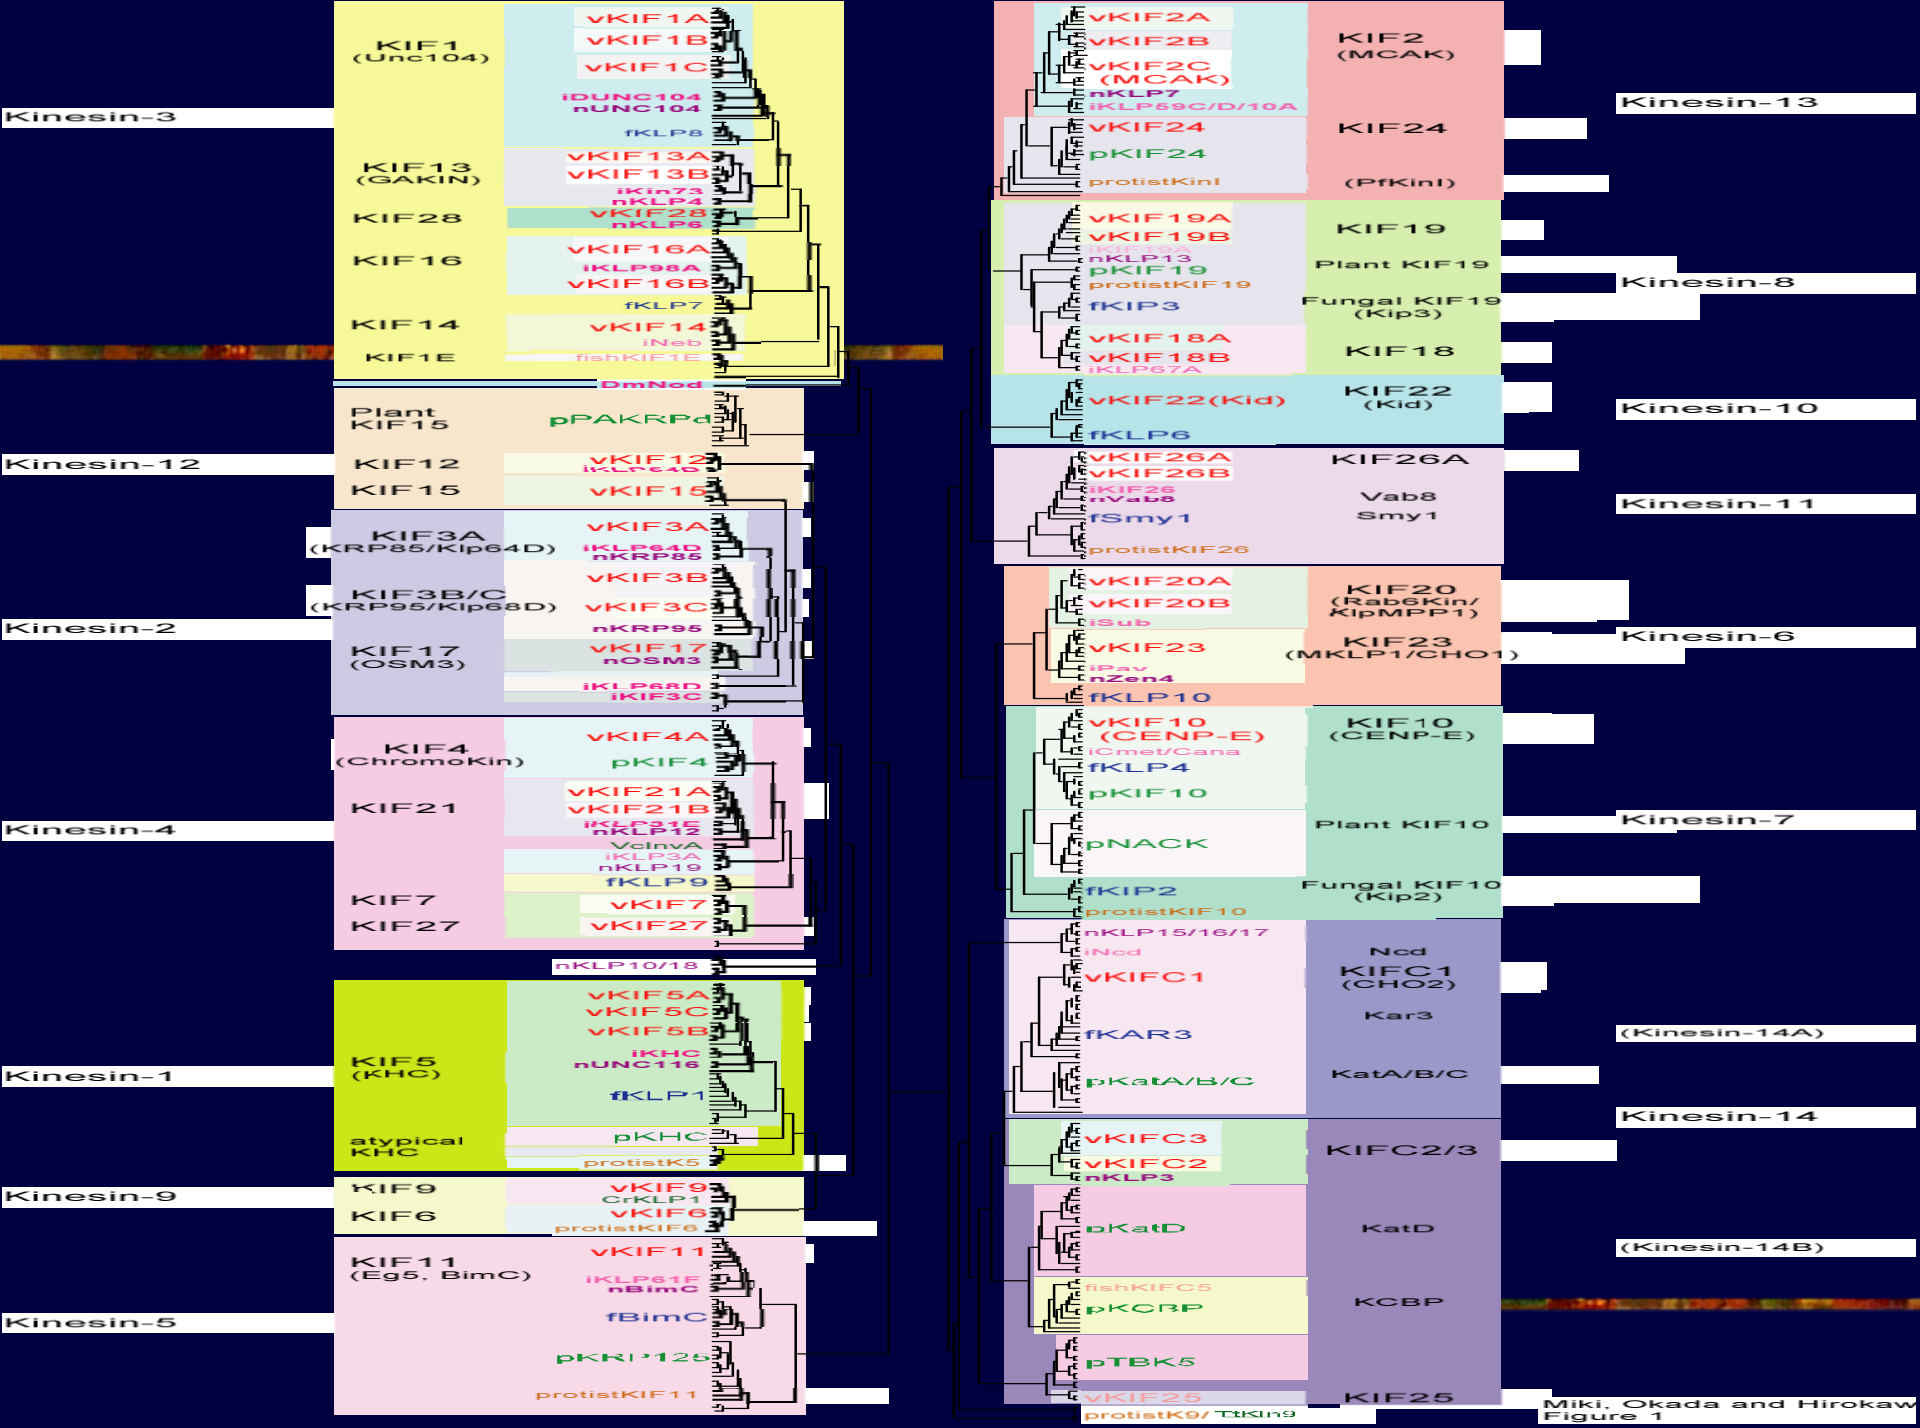 Kinesin-3
KIF1
(Unc104)
vKIF1A
vKIF1B
vKIF1C
iDUNC104
nUNC104
fKLP8
KIF13
(GAKIN)
vKIF13A
vKIF13B
iKin73
nKLP4
KIF28
vKIF28
nKLP6
KIF16
vKIF16A
iKLP98A
vKIF16B
fKLP7
KIF14
vKIF14
iNeb
KIF1E
fishKIF1E
DmNod
Kinesin-12
Plant
KIF15
pPAKRPd
KIF12
vKIF12
iKLP54D
KIF15
vKIF15
Kinesin-2
KIF3A
(KRP85/Klp64D)
vKIF3A
iKLP64D
nKRP85
KIF3B/C
(KRP95/Klp68D)
vKIF3B
vKIF3C
nKRP95
KIF17
(OSM3)
vKIF17
nOSM3
iKLP68D
iKIF3C
Kinesin-4
KIF4
(ChromoKin)
vKIF4A
pKIF4
KIF21
vKIF21A
vKIF21B
iKLP31E
nKLP12
VcInvA
iKLP3A
nKLP19
fKLP9
KIF7
vKIF7
KIF27
vKIF27
nKLP10/18
Kinesin-1
KIF5
(KHC)
vKIF5A
vKIF5C
vKIF5B
iKHC
nUNC116
fKLP1
atypical
KHC
pKHC
protistK5
Kinesin-9
KIF9
vKIF9
CrKLP1
KIF6
vKIF6
protistKIF6
Kinesin-5
KIF11
(Eg5, BimC)
vKIF11
iKLP61F
nBimC
fBimC
pKRP125
protistKIF11
vKIF2A
vKIF2B
vKIF2C
(MCAK)
nKLP7
iKLP59C/D/10A
KIF2
(MCAK)
Kinesin-13
vKIF24
pKIF24
protistKinI
KIF24
(PfKinI)
vKIF19A
vKIF19B
iKIF19A
nKLP13
pKIF19
protistKIF19
fKIP3
KIF19
Plant KIF19
Fungal KIF19
(Kip3)
Kinesin-8
vKIF18A
vKIF18B
iKLP67A
KIF18
vKIF22(Kid)
fKLP6
KIF22
(Kid)
Kinesin-10
vKIF26A
vKIF26B
iKIF26
nVab8
fSmy1
protistKIF26
KIF26A
Vab8
Smy1
Kinesin-11
vKIF20A
vKIF20B
iSub
KIF20
(Rab6Kin/
KlpMPP1)
Kinesin-6
vKIF23
iPav
nZen4
fKLP10
KIF23
(MKLP1/CHO1)
vKIF10
(CENP-E)
iCmet/Cana
fKLP4
pKIF10
KIF10
(CENP-E)
pNACK
Plant KIF10
Kinesin-7
fKIP2
protistKIF10
Fungal KIF10
(Kip2)
nKLP15/16/17
iNcd
vKIFC1
fKAR3
pKatA/B/C
Ncd
KIFC1
(CHO2)
Kar3
KatA/B/C
(Kinesin-14A)
Kinesin-14
vKIFC3
vKIFC2
nKLP3
KIFC2/3
pKatD
KatD
(Kinesin-14B)
fishKIFC5
pKCBP
KCBP
pTBK5
vKIF25
KIF25
protistK9/ TtKin9
Miki, Okada and Hirokaw
Figure 1